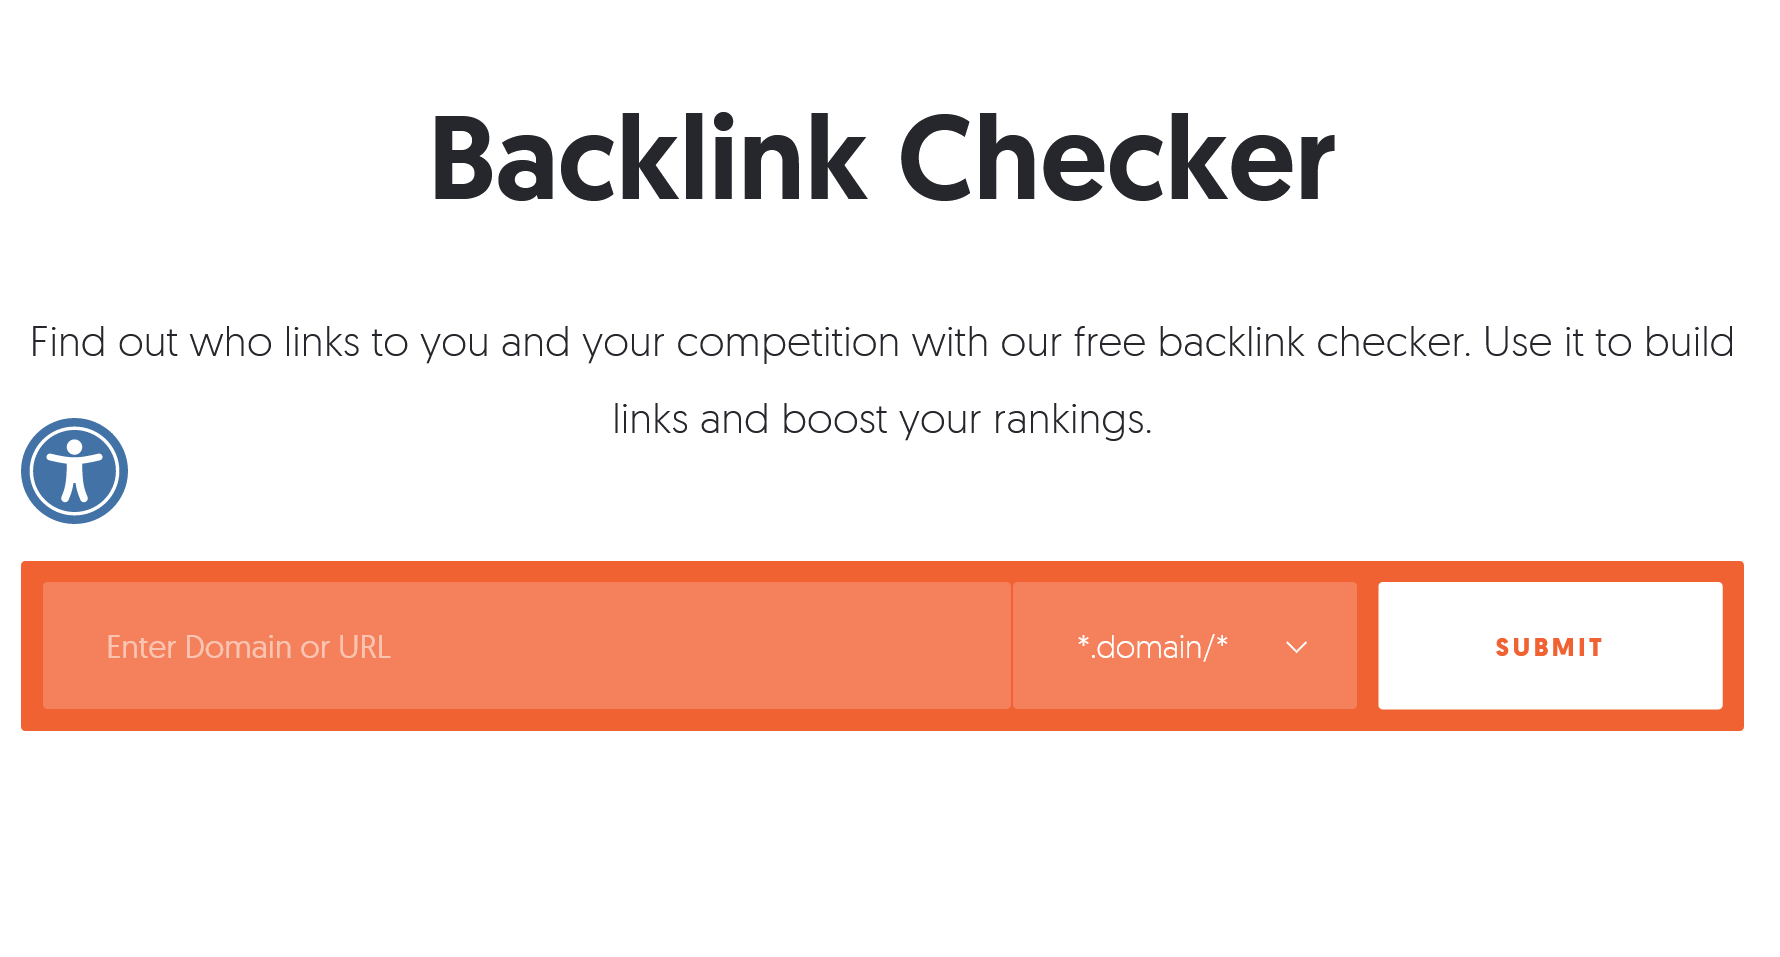 Backlink Checker
Find out who links to you and your competition with our free backlink checker. Use it to build
links and boost your rankings.
Enter Domain or URL
*.domain/*
SUBMIT